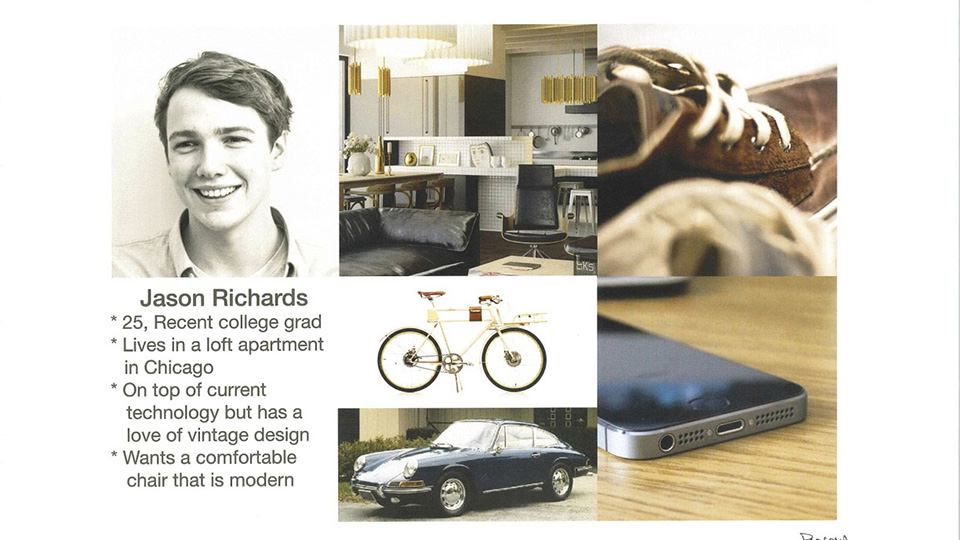 Jason Richards
* 25, Recent college grad
* Lives in a loft apartment
in Chicago
* On top of current
technology but has a
love of vintage design
* Wants a comfortable
chair that is modern